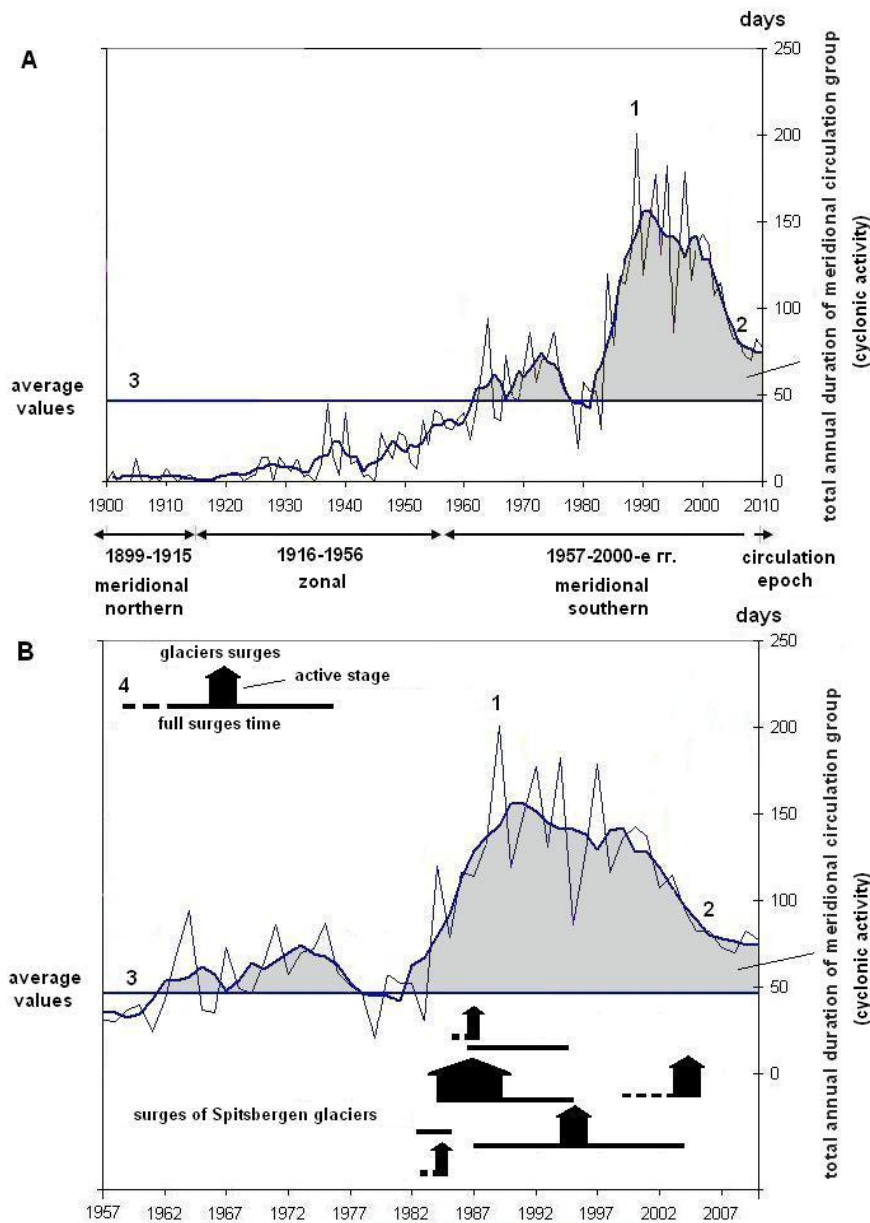 days
A
250
200
150
100
50
0
total annual duration of meridional circulation group
(cyclonic activity)
1
2
3
average
values
1900 1910 1920 1930 1940 1950 1960 1970 1980 1990 2000 2010
1899-1915
meridional
northern
1916-1956
zonal
1957-2000-e гг.
meridional
southern
circulation
epoch
days
B
250
200
150
100
50
0
total annual duration of meridional circulation group
(cyclonic activity)
glaciers surges
4
active stage
full surges time
1
2
3
average
values
surges of Spitsbergen glaciers
1957 1962 1967 1972 1977 1982 1987 1992 1997 2002 2007